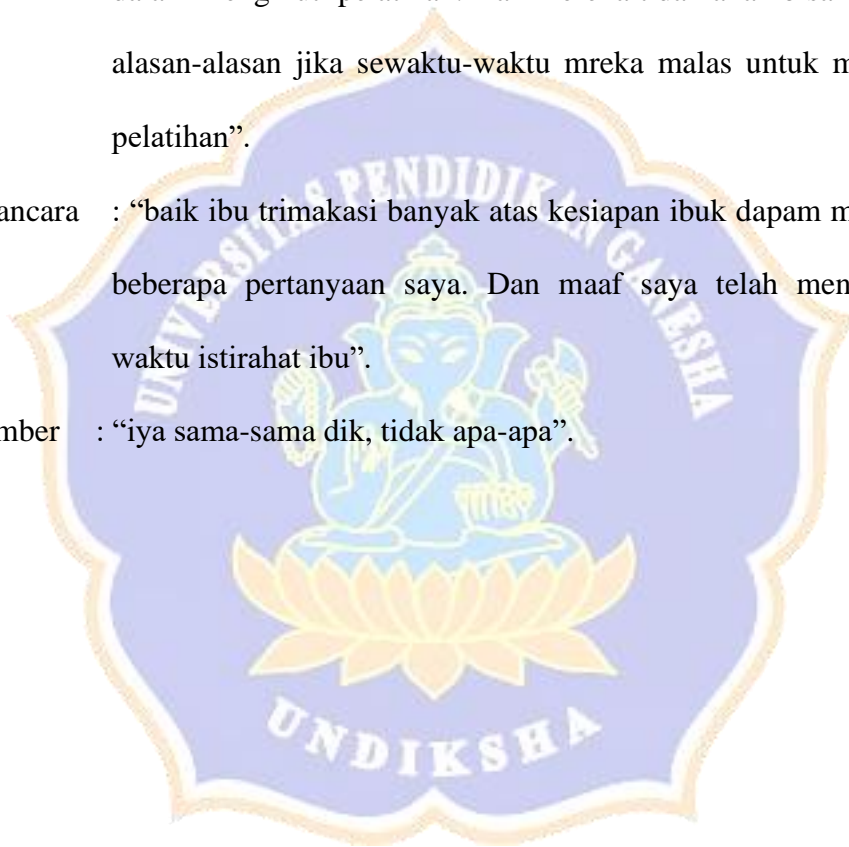 alasan-alasan jika sewaktu-waktu mreka malas untuk m
pelatihan”.
ancara : “baik ibu trimakasi banyak atas kesiapan ibuk dapam m
beberapa pertanyaan saya. Dan maaf saya telah men
waktu istirahat ibu”.
mber : “iya sama-sama dik, tidak apa-apa”.
UNIVERSITAS PENDIDIKAN GANESHA
UNDIKSHA